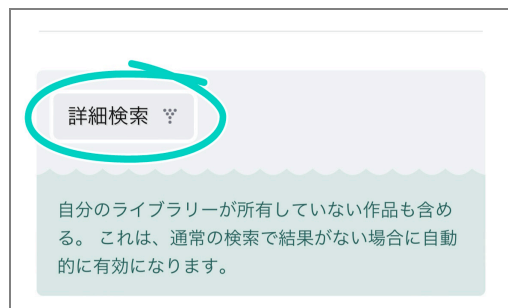 詳細検索
自分のライブラリーが所有していない作品も含め
る。 これは、通常の検索で結果がない場合に自動
的に有効になります。